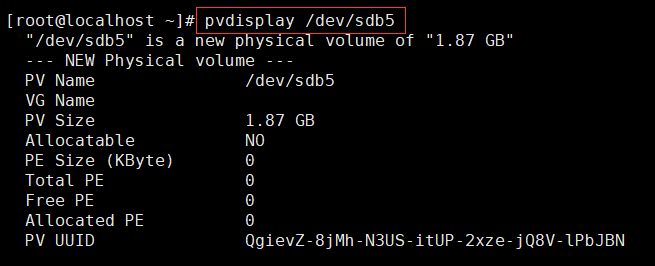 [root@localhost ~]# pvdisplay /dev/sdb5
"/dev/sdb5" is a new physical volume of "1.87 GB"
--- NEW Physical volume ---
PV Name /dev/sdb5
VG Name
PV Size 1.87 GB
Allocatable NO
PE Size (KByte) 0
Total PE 0
Free PE 0
Allocated PE 0
PV UUID QgievZ-8jMh-N3US-itUP-2xze-jQ8V-lPbJBN